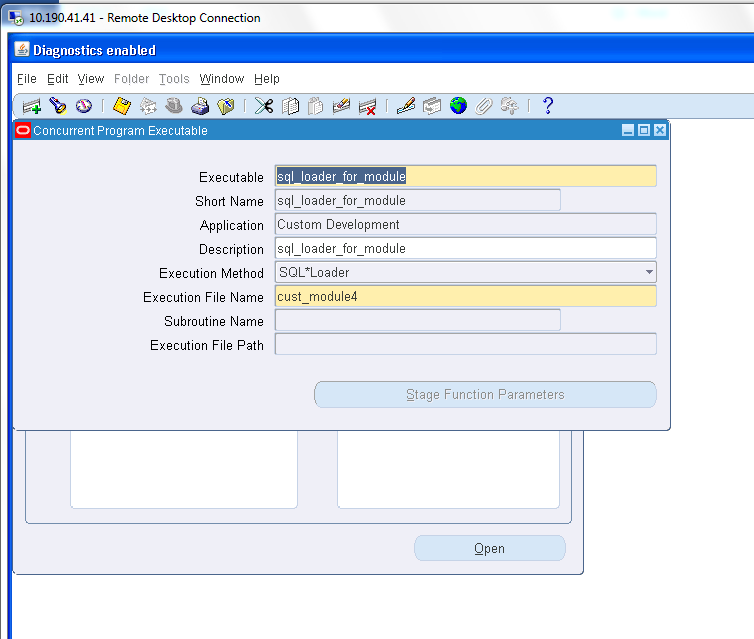 10.190.41.41 - Remote Desktop Connection
Diagnostics enabled
File Edit View Folder Tools Window Help
Concurrent Program Executable
Executable sql_loader_for_module
Short Name sql_loader_for_module
Application Custom Development
Description sql_loader_for_module
Execution Method SQL*Loader
Execution File Name cust_module4
Subroutine Name
Execution File Path
Stage Function Parameters
Open